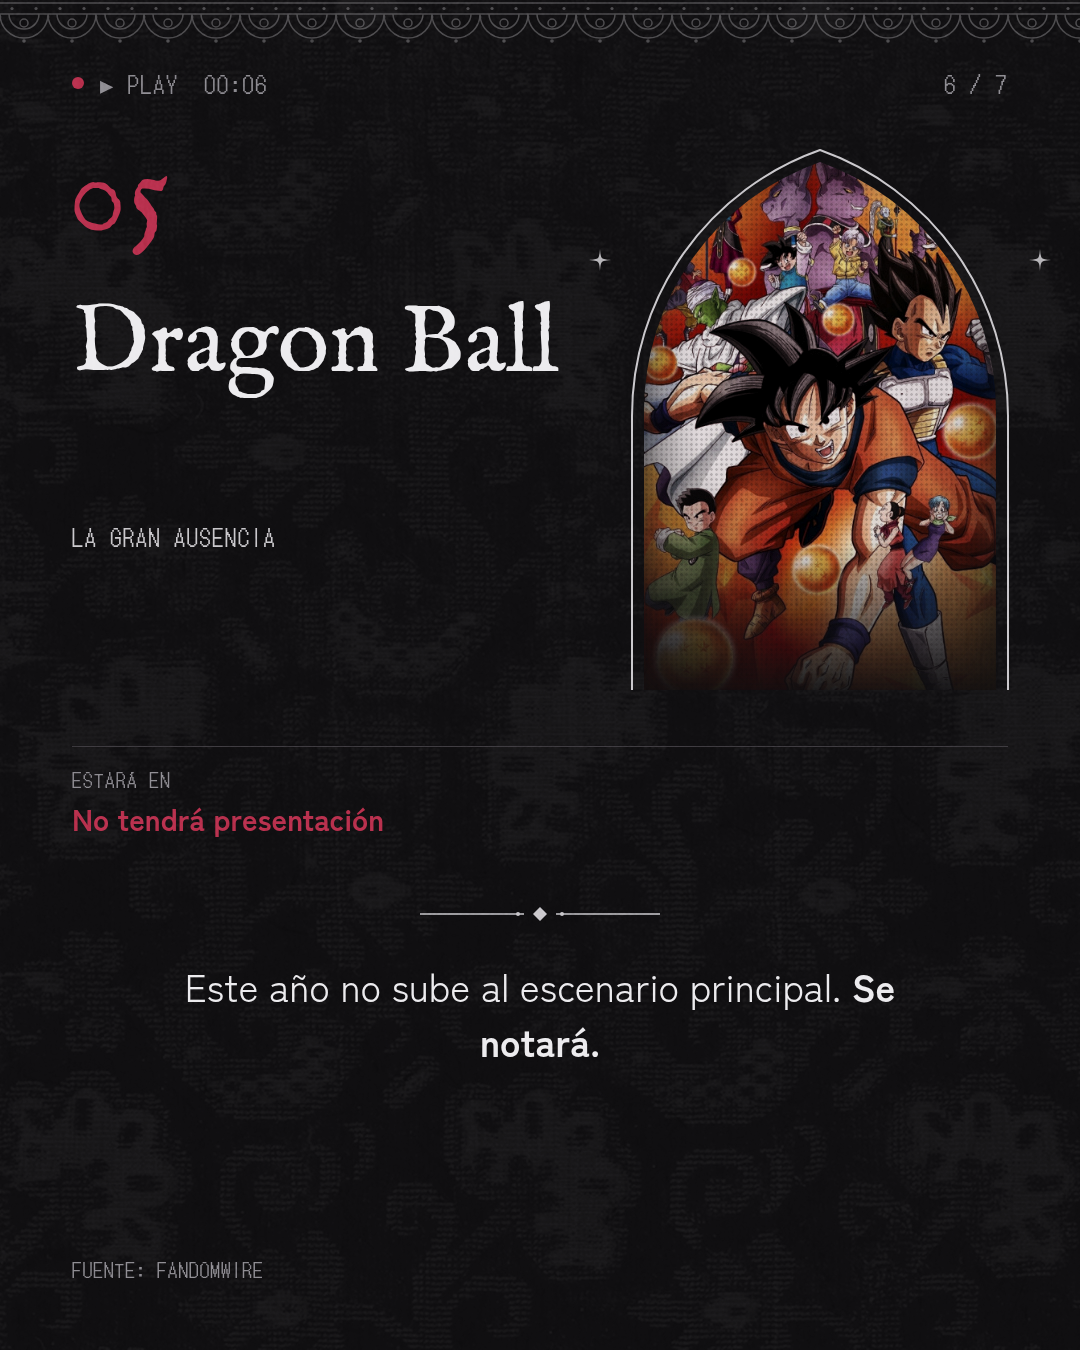 ▶ PLAY 00:06
6 / 7
05
Dragon Ball
LA GRAN AUSENCIA
ESTARÁ EN
No tendrá presentación
Este año no sube al escenario principal. Se
notará.
FUENTE: FANDOMWIRE